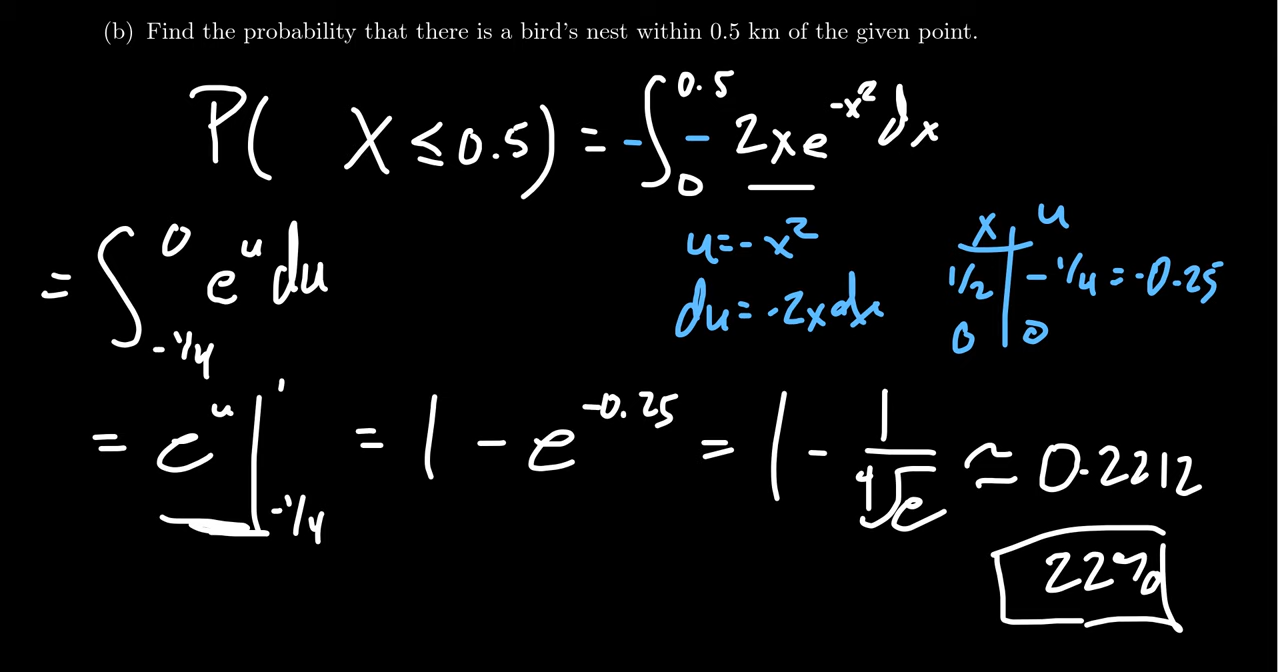 (b) Find the probability that there is a bird's nest within 0.5 km of the given point.
P( X ≤ 0.5) = -∫₀^0.5 - 2xe^-x² dx
u = - x²
du = -2x dx
x | u
1/2 | - 1/4 = -0.25
0 | 0
= ∫_-1/4^0 e^u du
= e^u |_-1/4^' = 1 - e^-0.25 = 1 - 1/⁴√e ≃ 0.2212
22%